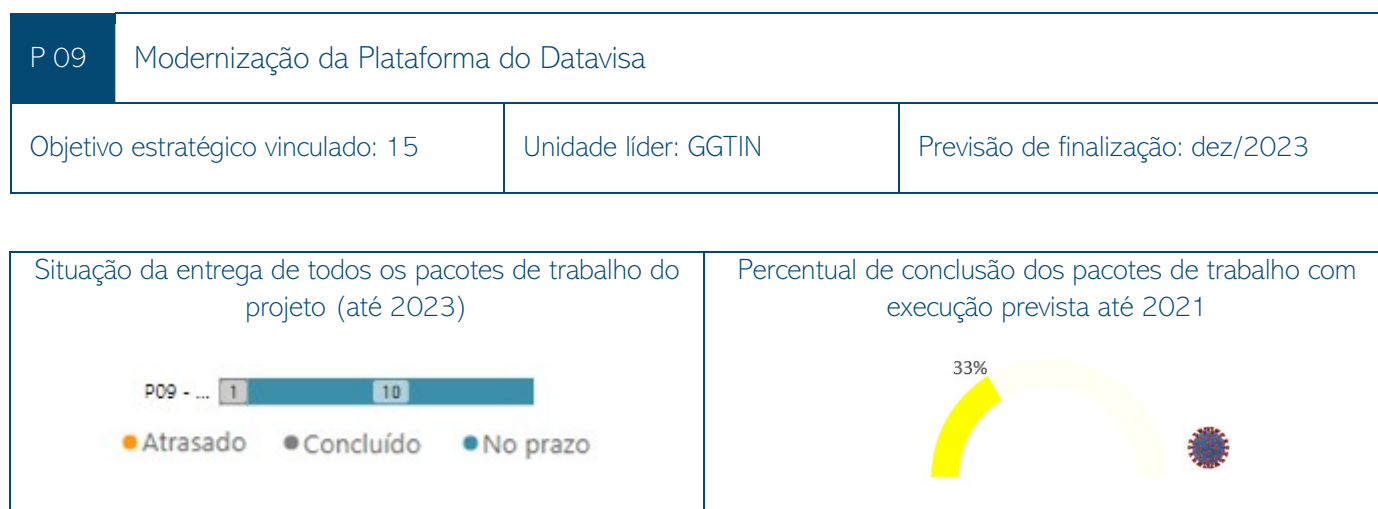 P 09
Modernização da Plataforma do Datavisa
Objetivo estratégico vinculado: 15
Unidade líder: GGTIN
Previsão de finalização: dez/2023
Situação da entrega de todos os pacotes de trabalho do
projeto (até 2023)
P09 - ...
1
10
Atrasado
Concluído
No prazo
Percentual de conclusão dos pacotes de trabalho com
execução prevista até 2021
33%